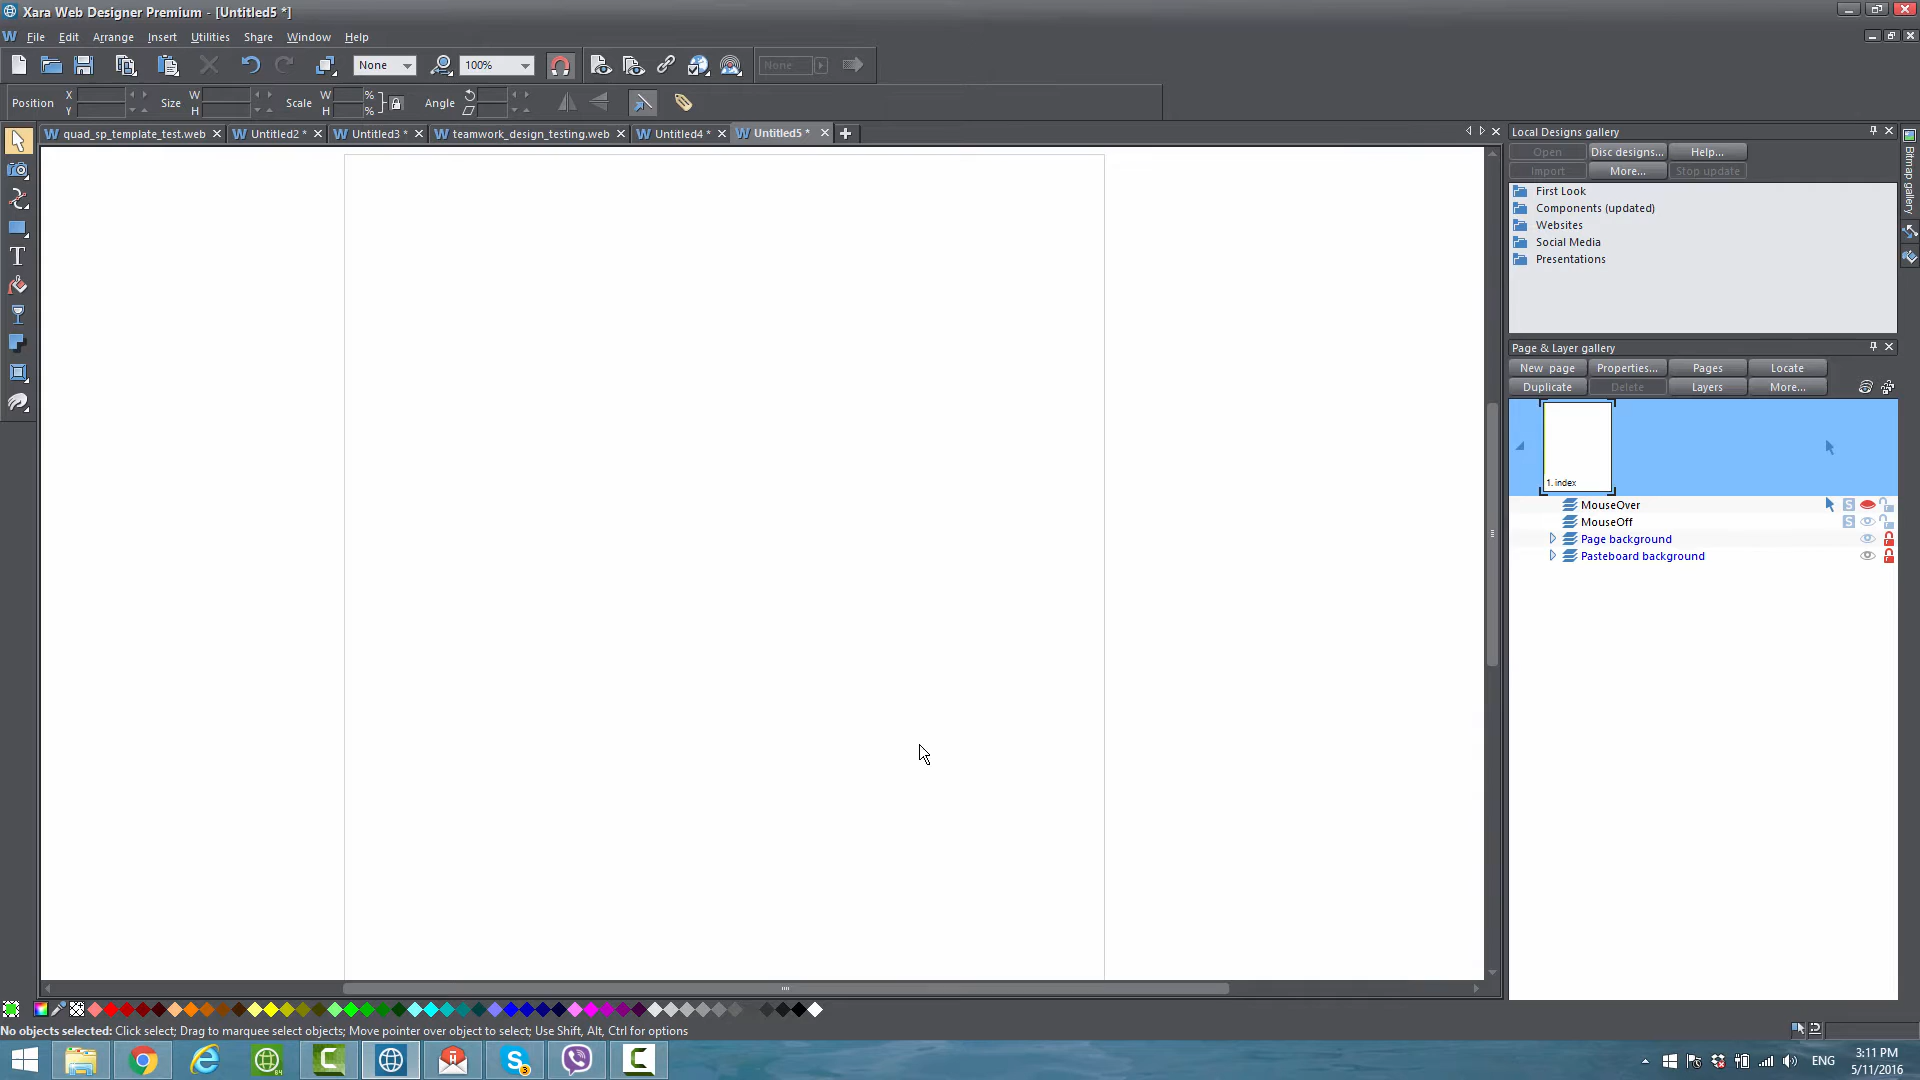 Xara Web Designer Premium - [Untitled5 *]
File Edit Arrange Insert Utilities Share Window Help
None 100% None
Position X Y Size W H Scale W H % % Angle
quad_sp_template_test.web Untitled2 * Untitled3 * teamwork_design_testing.web Untitled4 * Untitled5 *
Local Designs gallery
Open Disc designs... Help...
Import More... Stop update
First Look
Components (updated)
Websites
Social Media
Presentations
Bitmap gallery
Page & Layer gallery
New page Properties... Pages Locate
Duplicate Delete Layers More...
1. index
MouseOver
MouseOff
Page background
Pasteboard background
No objects selected: Click select; Drag to marquee select objects; Move pointer over object to select; Use Shift, Alt, Ctrl for options
ENG 3:11 PM
5/11/2016